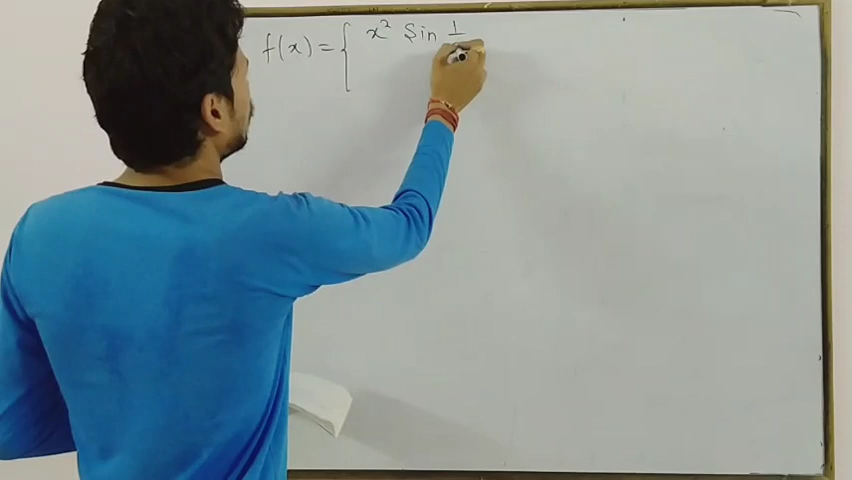 f(x) = { x² Sin 1/